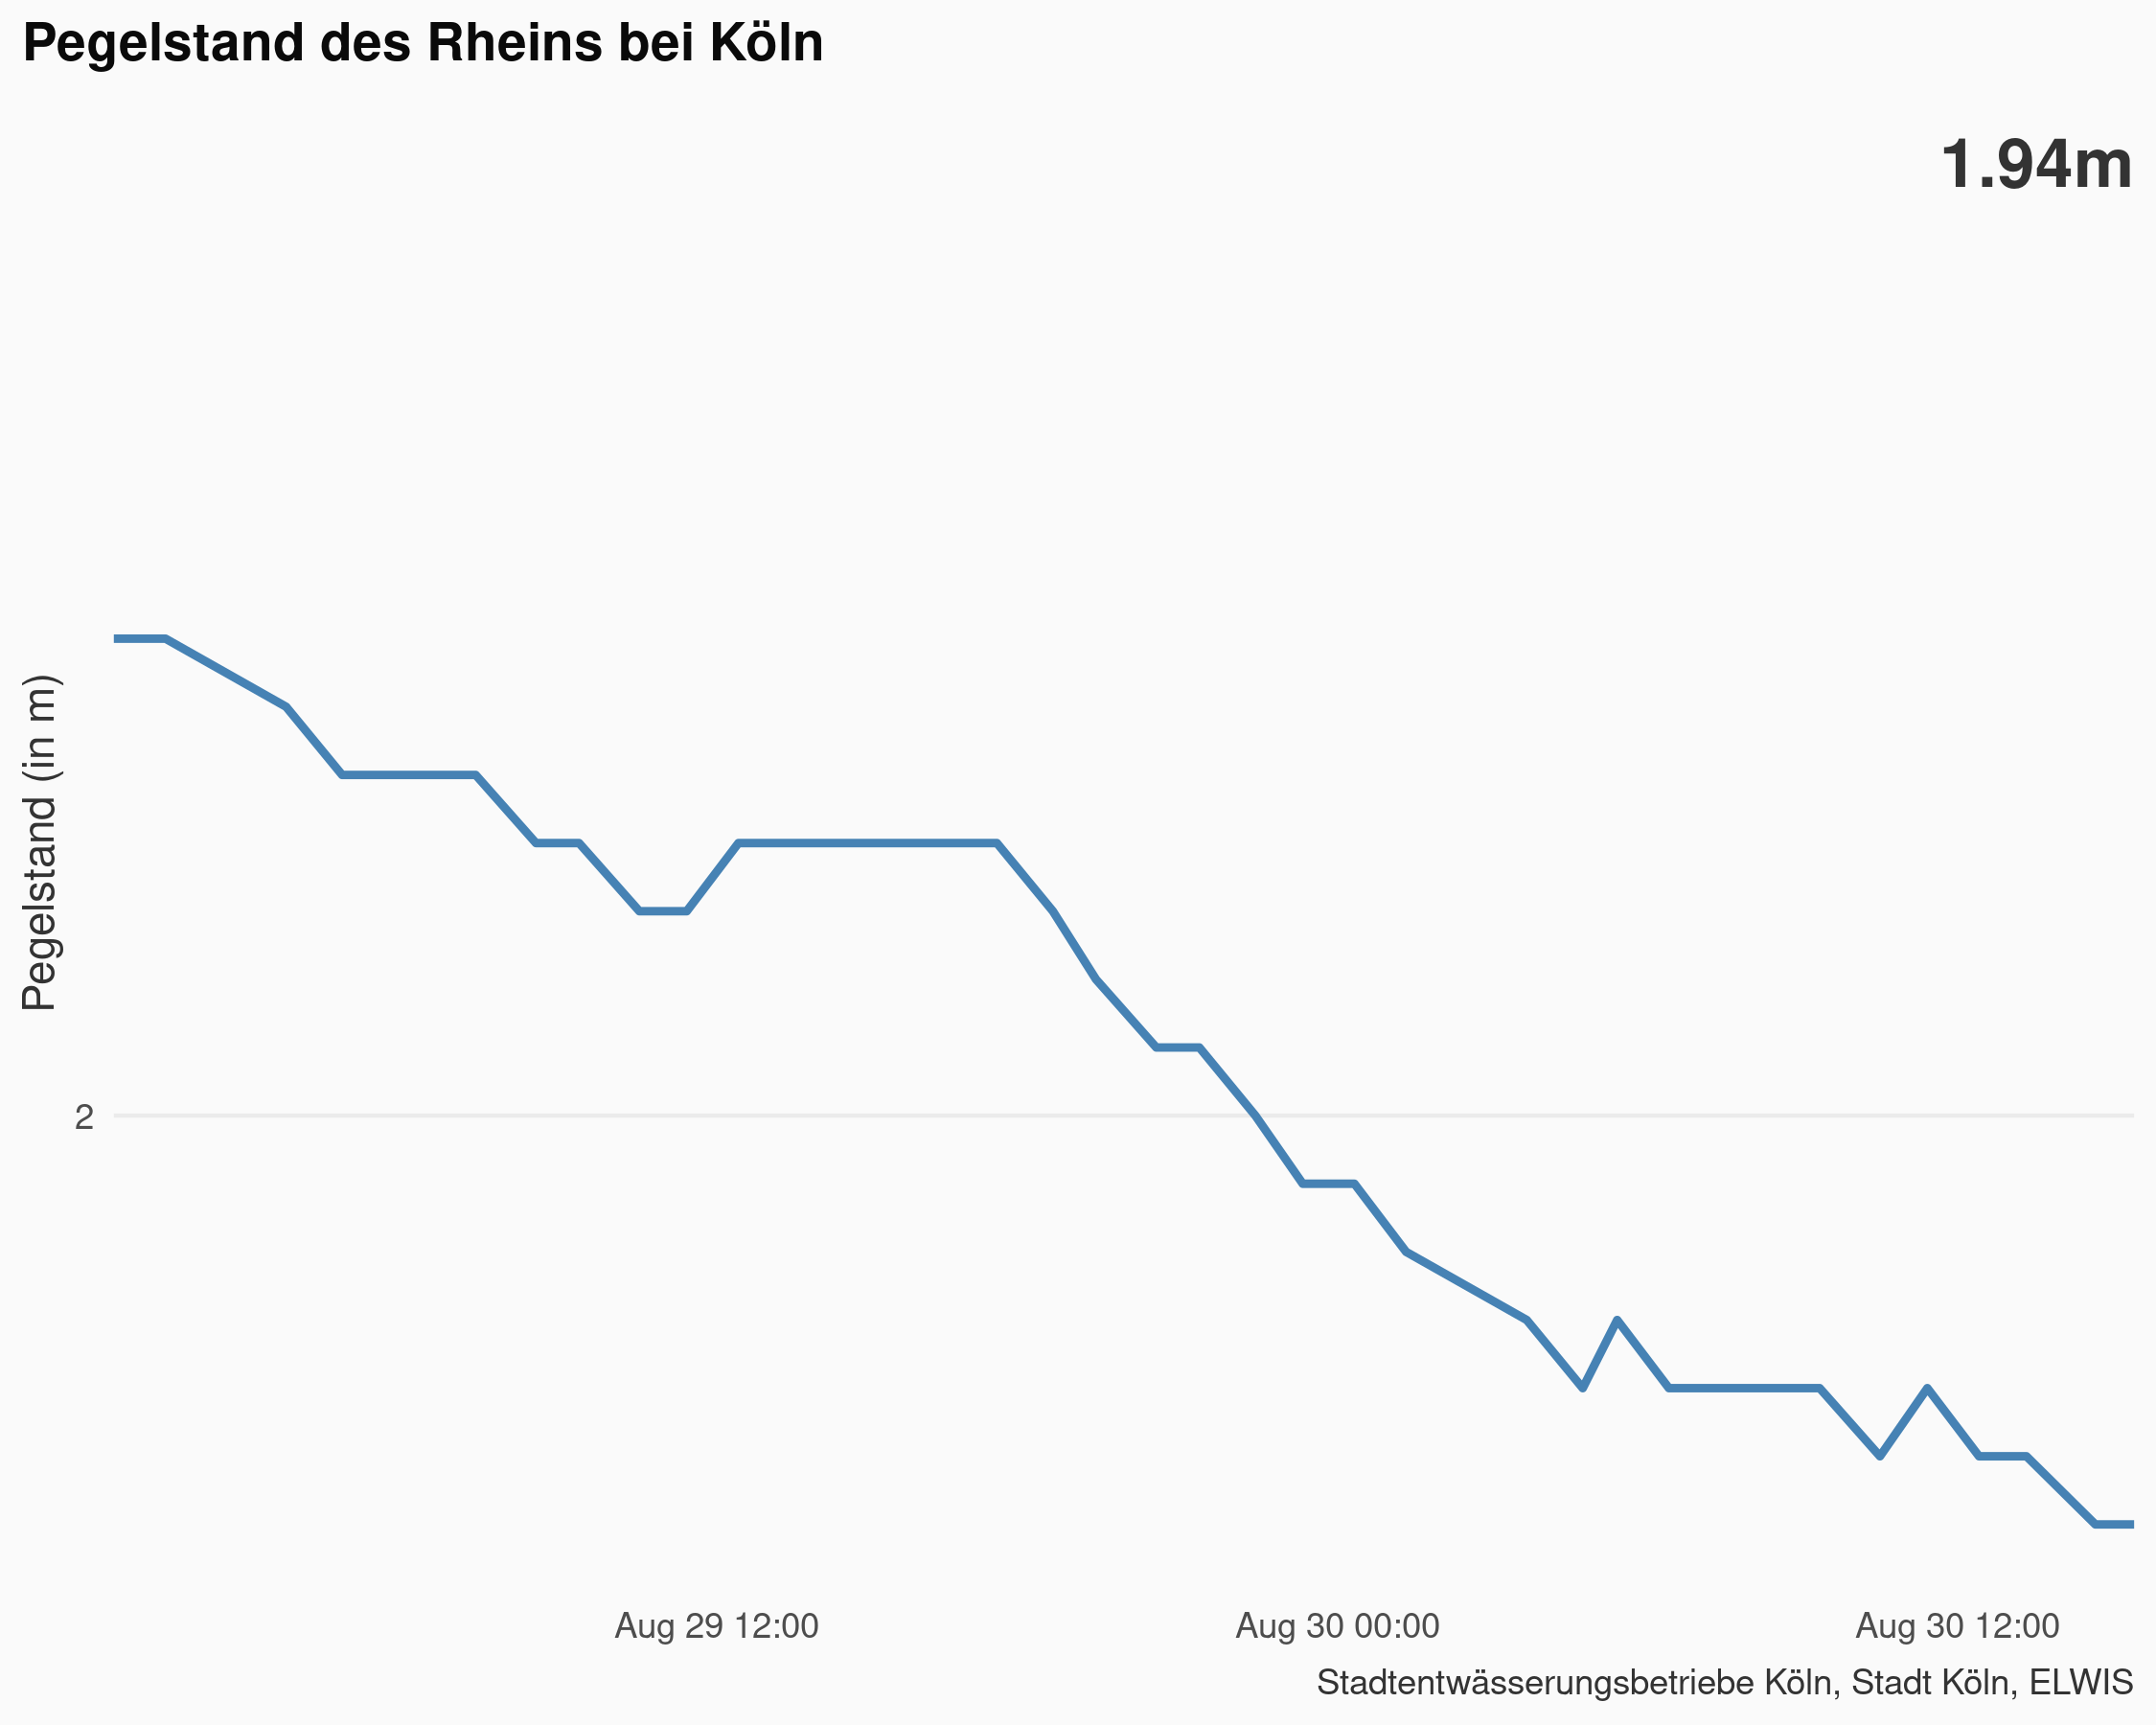 Pegelstand des Rheins bei Köln
1.94m
Pegelstand (in m)
2
Aug 29 12:00
Aug 30 00:00
Aug 30 12:00
Stadtentwässerungsbetriebe Köln, Stadt Köln, ELWIS